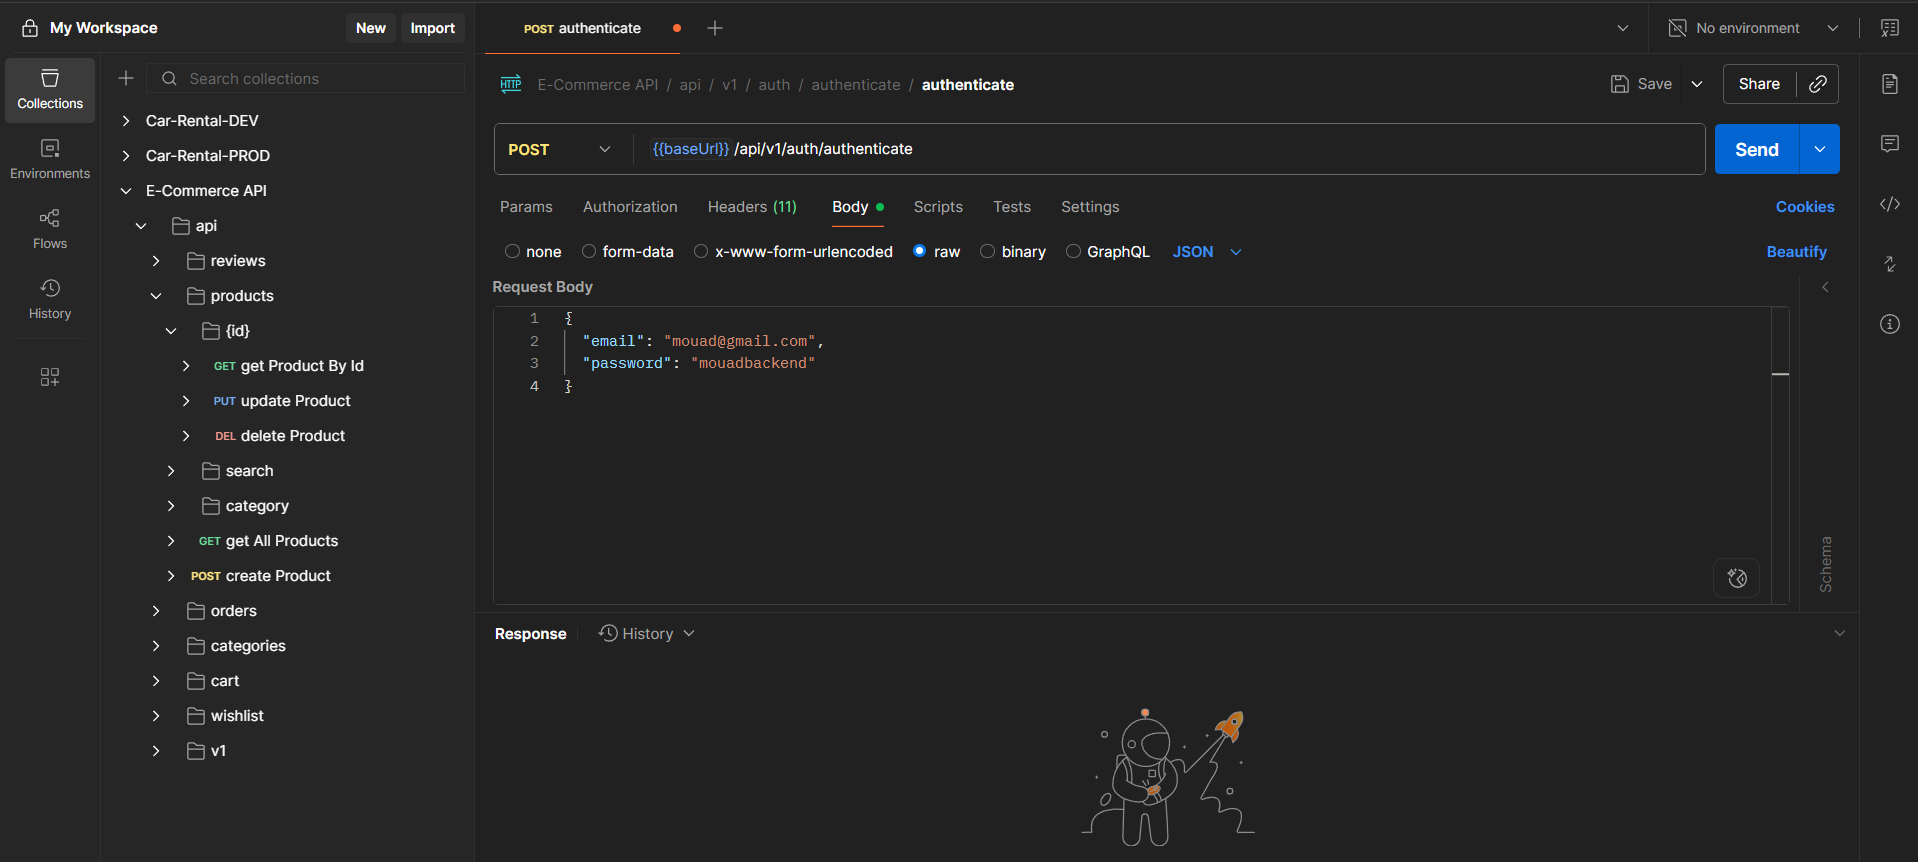 My Workspace
New
Import
Collections
Environments
Flows
History
Search collections
Car-Rental-DEV
Car-Rental-PROD
E-Commerce API
api
reviews
products
{id}
GET get Product By Id
PUT update Product
DEL delete Product
search
category
GET get All Products
POST create Product
orders
categories
cart
wishlist
v1
POST authenticate
No environment
HTTP E-Commerce API / api / v1 / auth / authenticate / authenticate
Save
Share
POST {{baseUrl}} /api/v1/auth/authenticate
Send
Params Authorization Headers (11) Body Scripts Tests Settings Cookies
none form-data x-www-form-urlencoded raw binary GraphQL JSON Beautify
Request Body
1 {
2 "email": "mouad@gmail.com",
3 "password": "mouadbackend"
4 }
Schema
Response History